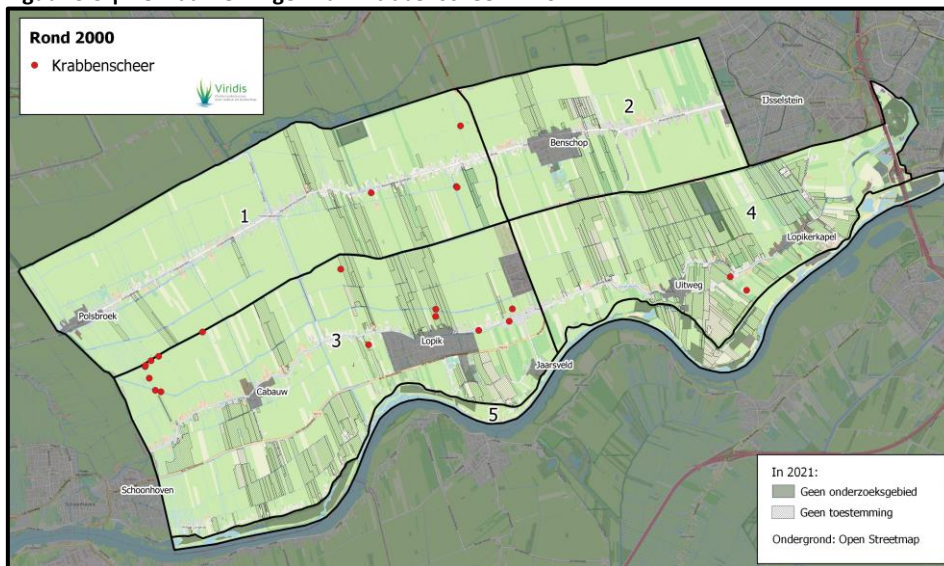 Rond 2000
Krabbenscheer
Viridis
IJsselstein
2
Benschop
1
4
Lopikerkapel
Uitweg
Polsbroek
3
Lopik
Jaarsveld
Cabauw
5
Schoonhoven
In 2021:
Geen onderzoeksgebied
Geen toestemming
Ondergrond: Open Streetmap